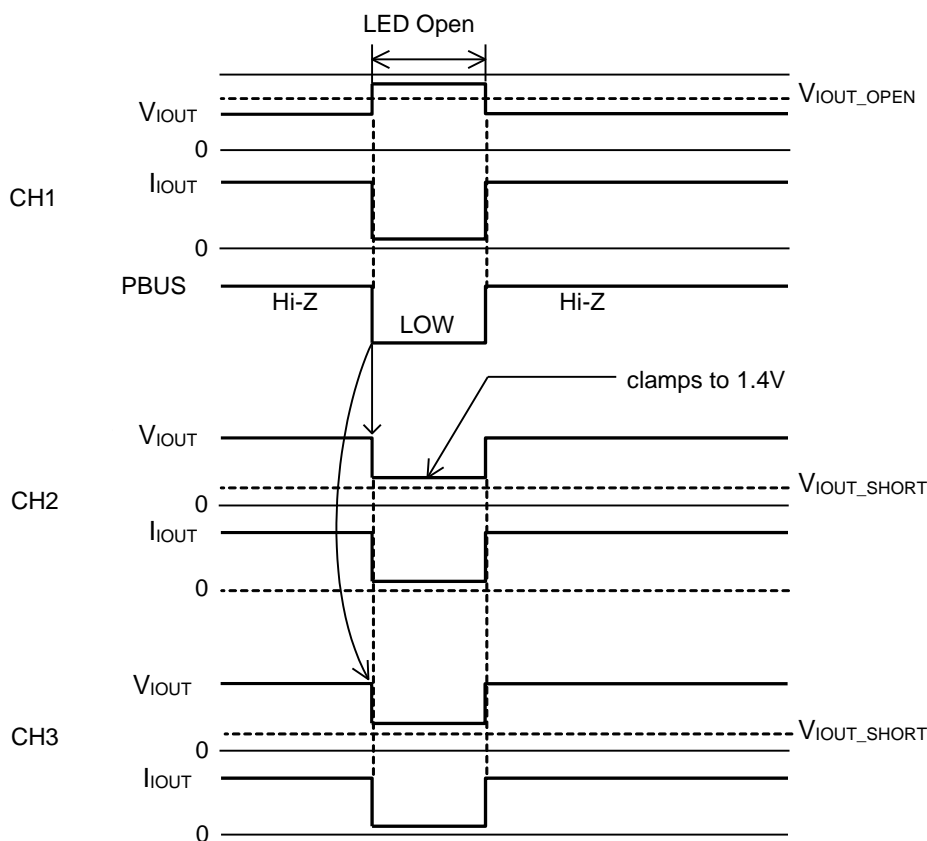 LED Open
VIOUT_OPEN
VIOUT
0
CH1
IIOUT
0
PBUS
Hi-Z
LOW
Hi-Z
clamps to 1.4V
VIOUT
VIOUT_SHORT
CH2
0
IIOUT
0
VIOUT
VIOUT_SHORT
CH3
0
IIOUT
0